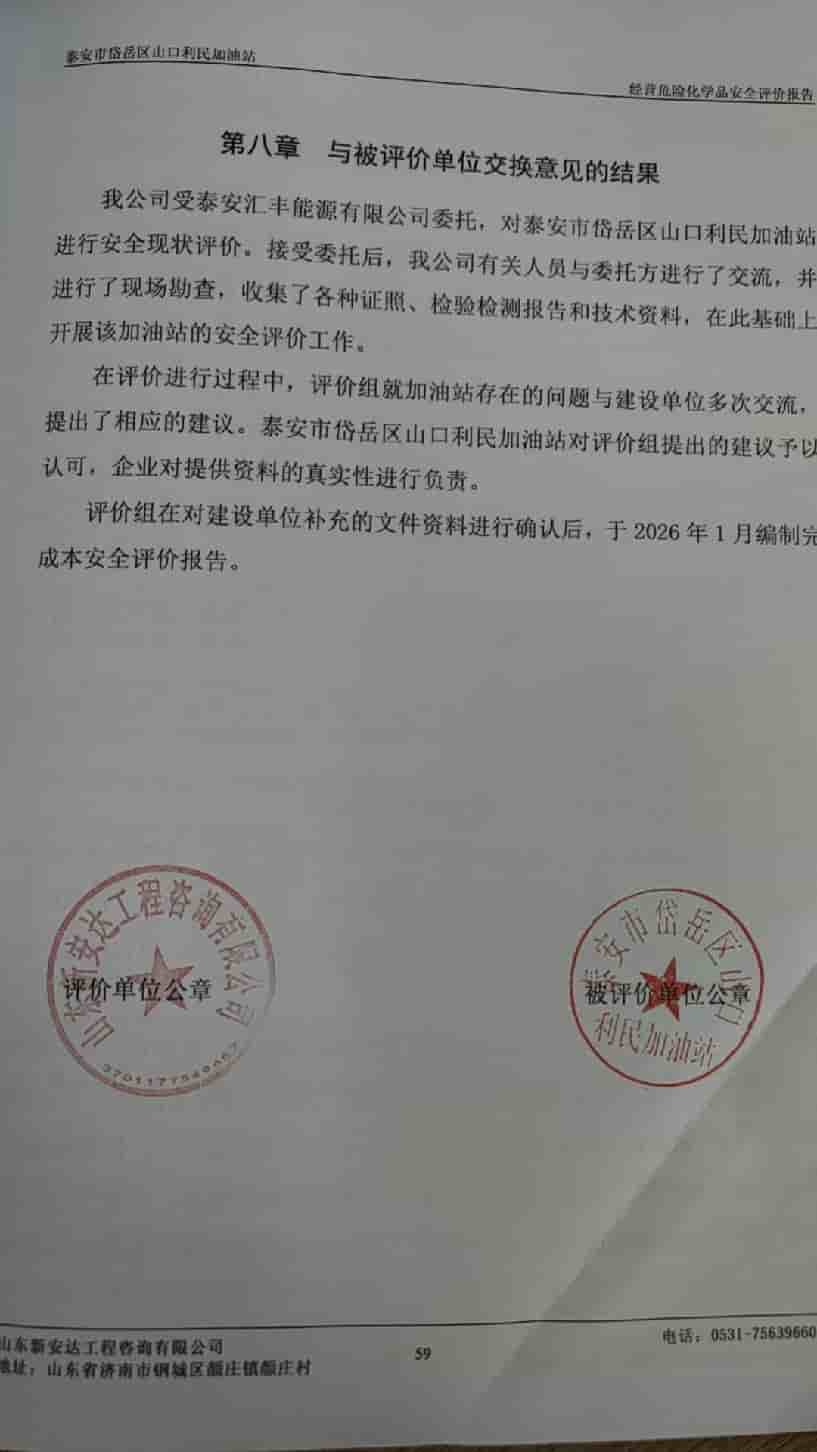 泰安市岱岳区山口利民加油站
经营危险化学品安全评价报告
第八章 与被评价单位交换意见的结果
我公司受泰安汇丰能源有限公司委托，对泰安市岱岳区山口利民加油站
进行安全现状评价。接受委托后，我公司有关人员与委托方进行了交流，并
进行了现场勘查，收集了各种证照、检验检测报告和技术资料，在此基础上
开展该加油站的安全评价工作。
在评价进行过程中，评价组就加油站存在的问题与建设单位多次交流，
提出了相应的建议。泰安市岱岳区山口利民加油站对评价组提出的建议予以
认可，企业对提供资料的真实性进行负责。
评价组在对建设单位补充的文件资料进行确认后，于 2026 年 1 月编制完
成本安全评价报告。
山东新安达工程咨询有限公司
评价单位公章
泰安市岱岳区山口
被评价单位公章
利民加油站
山东新安达工程咨询有限公司
地址：山东省济南市钢城区颜庄镇颜庄村
59
电话：0531-75639660